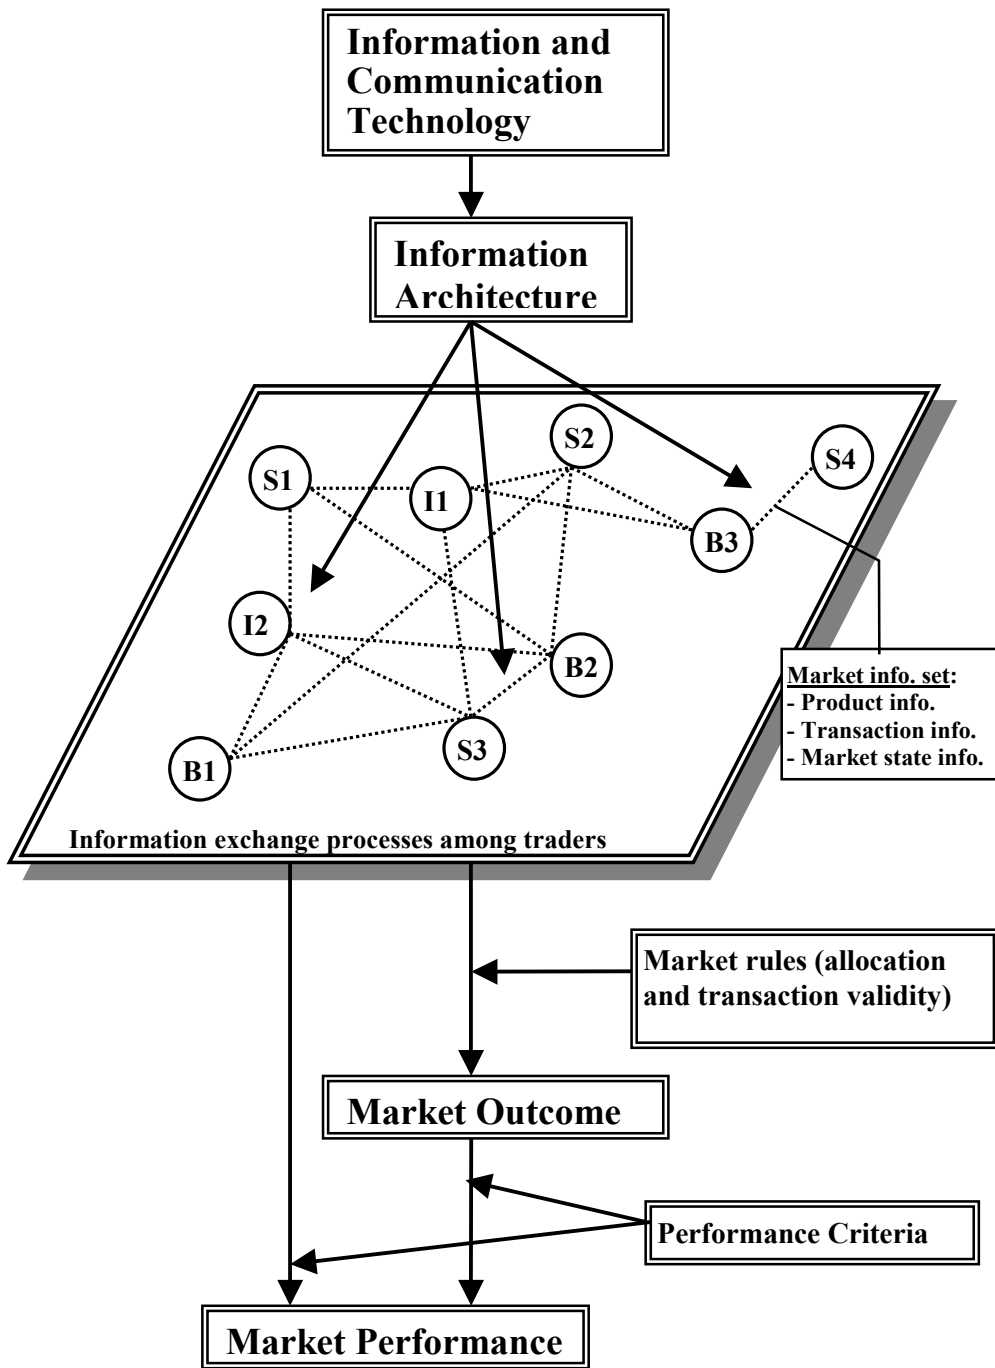 Information and
Communication
Technology
Information
Architecture
S2
S4
S1
I1
B3
I2
B2
Market info. set:
- Product info.
- Transaction info.
- Market state info.
S3
B1
Information exchange processes among traders
Market rules (allocation
and transaction validity)
Market Outcome
Performance Criteria
Market Performance